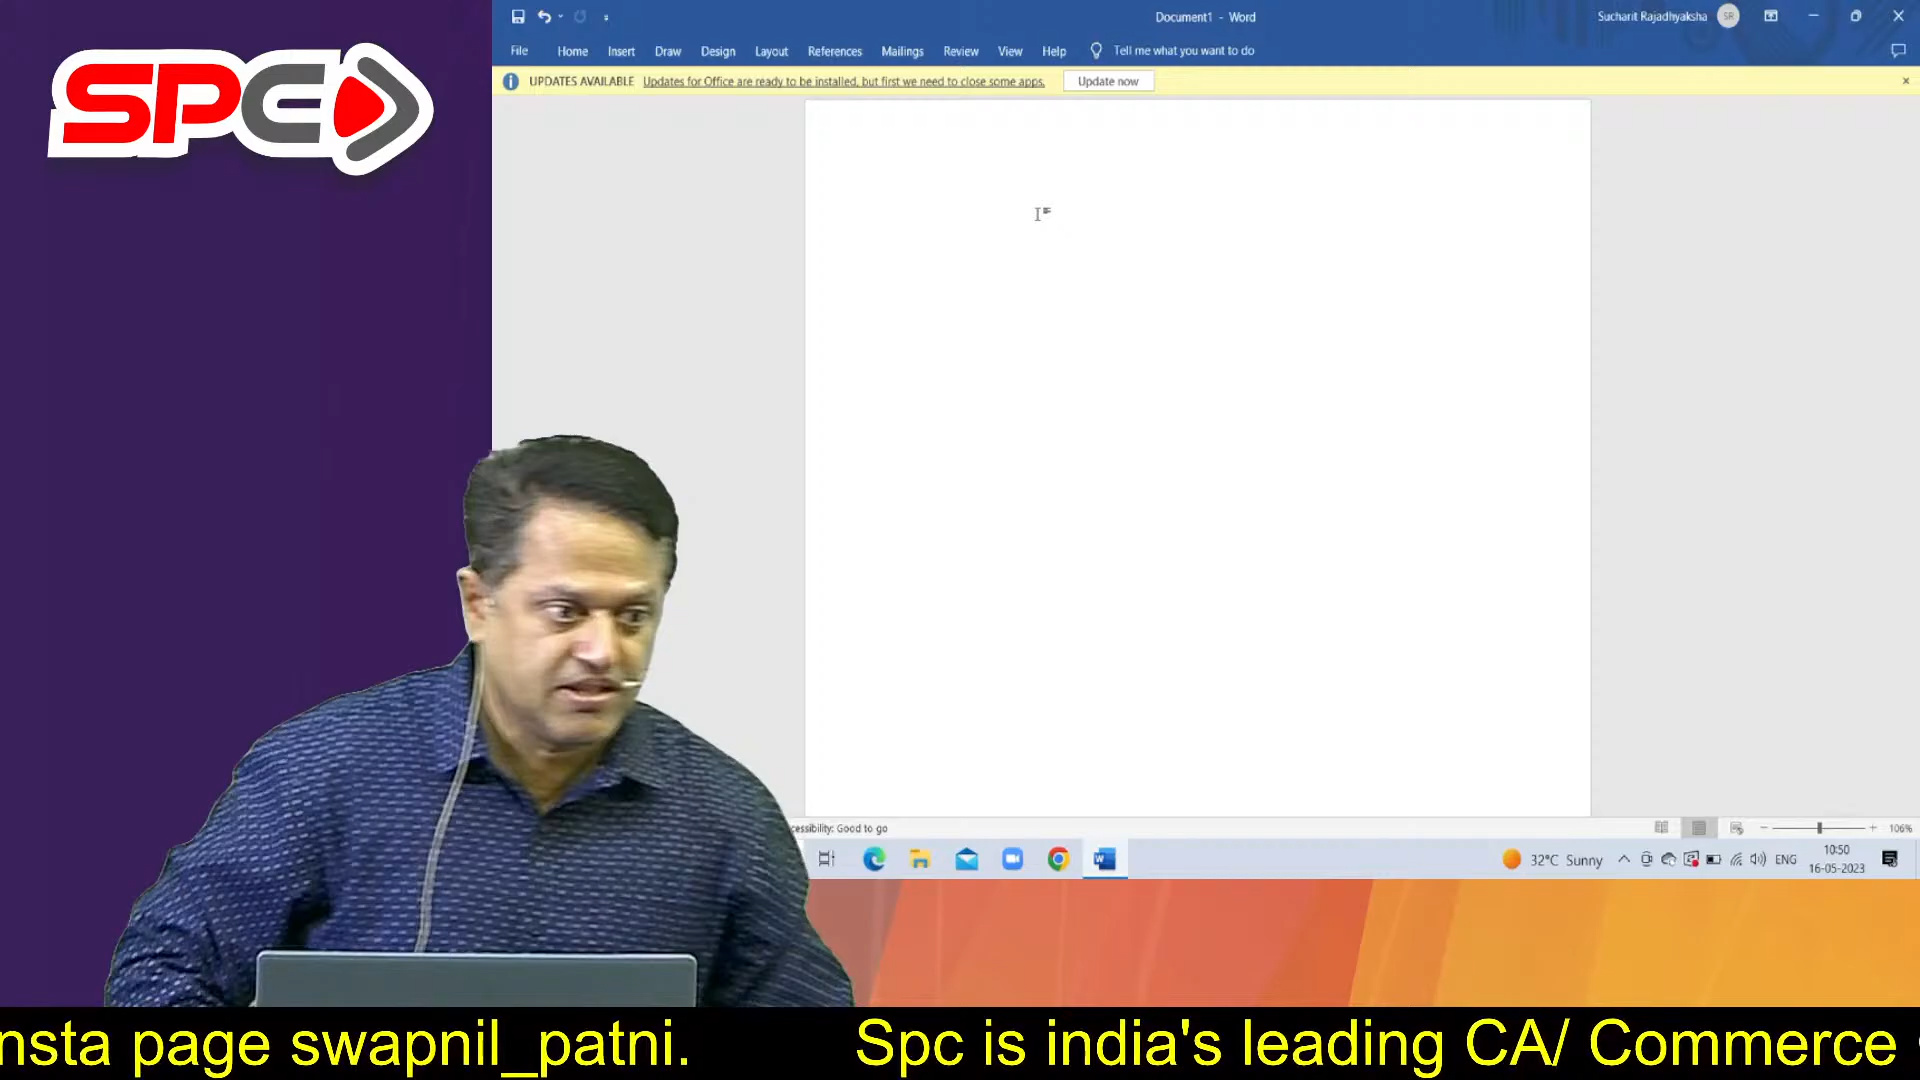 SPC
Document1 - Word
Sucharit Rajadhyaksha
SR
File Home Insert Draw Design Layout References Mailings Review View Help Tell me what you want to do
UPDATES AVAILABLE Updates for Office are ready to be installed, but first we need to close some apps. Update now
cessibility: Good to go
106%
W
32°C Sunny
ENG
10:50
16-05-2023
nsta page swapnil_patni. Spc is india's leading CA/ Commerce